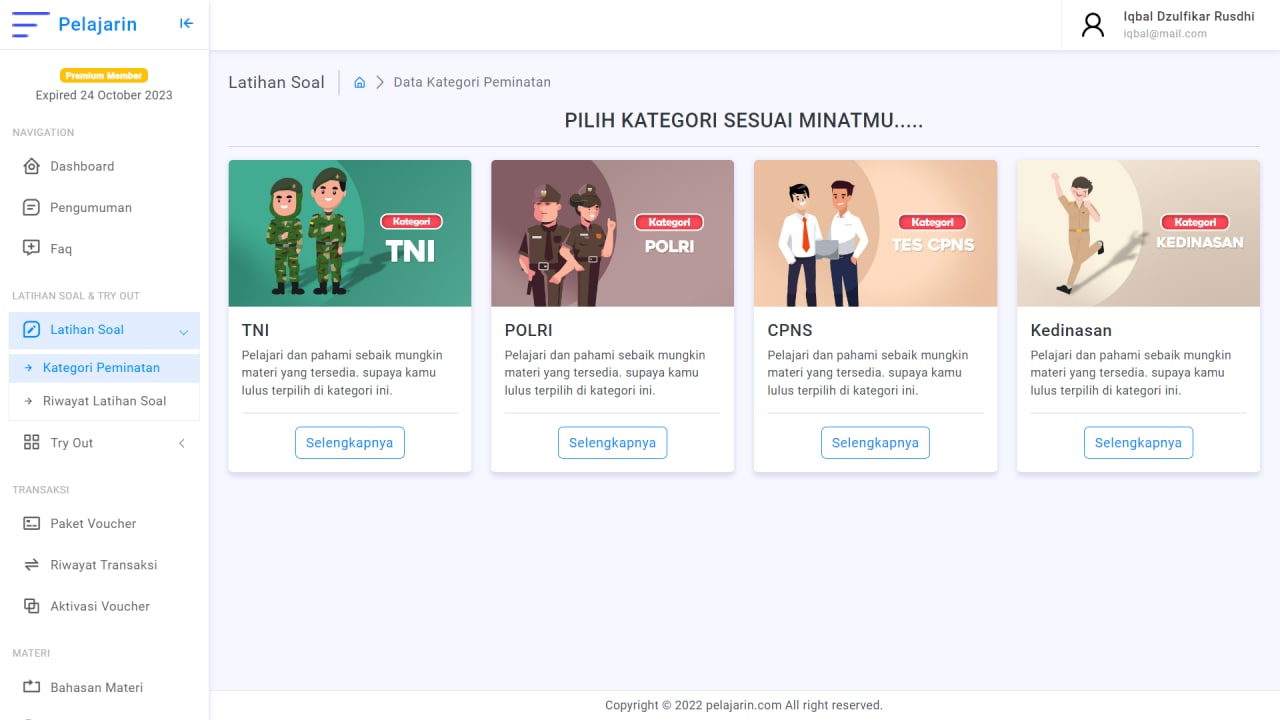 Pelajarin
Iqbal Dzulfikar Rusdhi
iqbal@mail.com
Premium Member
Expired 24 October 2023
NAVIGATION
Dashboard
Pengumuman
Faq
LATIHAN SOAL & TRY OUT
Latihan Soal
Kategori Peminatan
Riwayat Latihan Soal
Try Out
TRANSAKSI
Paket Voucher
Riwayat Transaksi
Aktivasi Voucher
MATERI
Bahasan Materi
Latihan Soal
Data Kategori Peminatan
PILIH KATEGORI SESUAI MINATMU.....
Kategori
TNI
TNI
Pelajari dan pahami sebaik mungkin
materi yang tersedia. supaya kamu
lulus terpilih di kategori ini.
Selengkapnya
Kategori
POLRI
POLRI
Pelajari dan pahami sebaik mungkin
materi yang tersedia. supaya kamu
lulus terpilih di kategori ini.
Selengkapnya
Kategori
TES CPNS
CPNS
Pelajari dan pahami sebaik mungkin
materi yang tersedia. supaya kamu
lulus terpilih di kategori ini.
Selengkapnya
Kategori
KEDINASAN
Kedinasan
Pelajari dan pahami sebaik mungkin
materi yang tersedia. supaya kamu
lulus terpilih di kategori ini.
Selengkapnya
Copyright © 2022 pelajarin.com All right reserved.